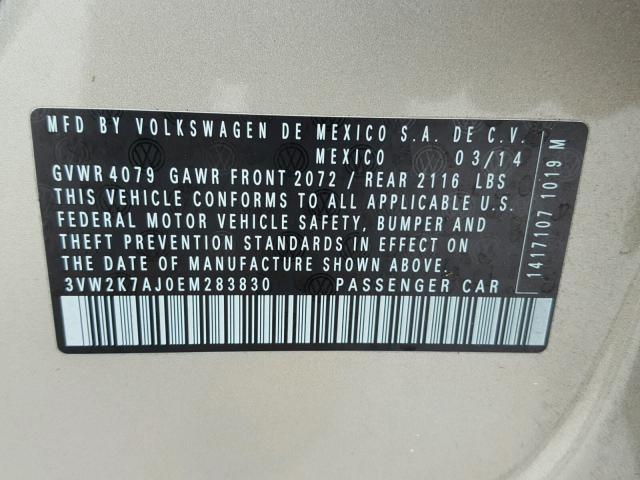 MFD BY VOLKSWAGEN DE MEXICO S.A. DE C.V.
MEXICO 03/14
GVWR 4079 GAWR FRONT 2072 / REAR 2116 LBS
THIS VEHICLE CONFORMS TO ALL APPLICABLE U.S.
FEDERAL MOTOR VEHICLE SAFETY, BUMPER AND
THEFT PREVENTION STANDARDS IN EFFECT ON
THE DATE OF MANUFACTURE SHOWN ABOVE.
3VW2K7AJ0EM283830 PASSENGER CAR
1417107 1019 M